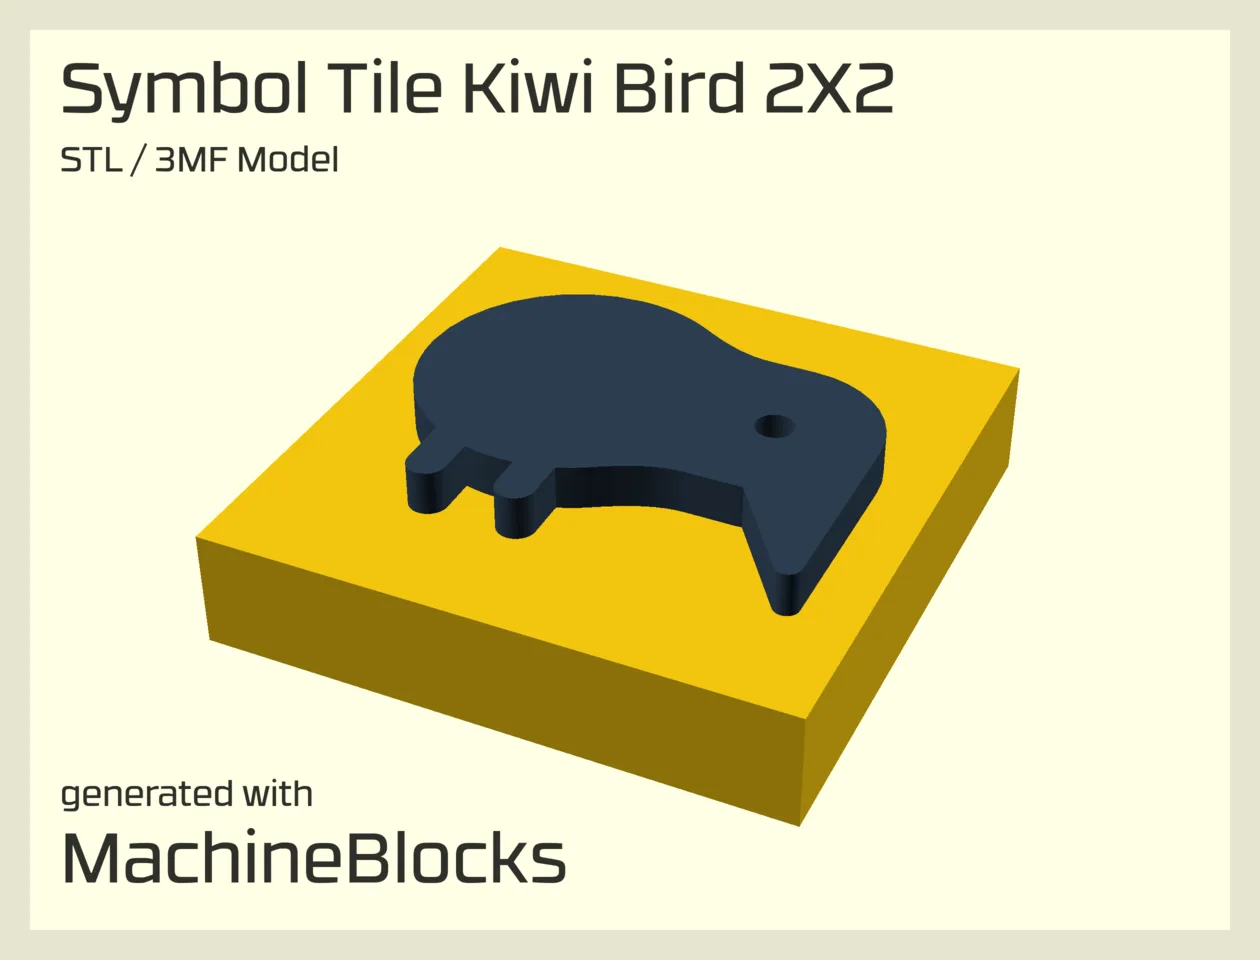 Symbol Tile Kiwi Bird 2X2
STL / 3MF Model
generated with
MachineBlocks